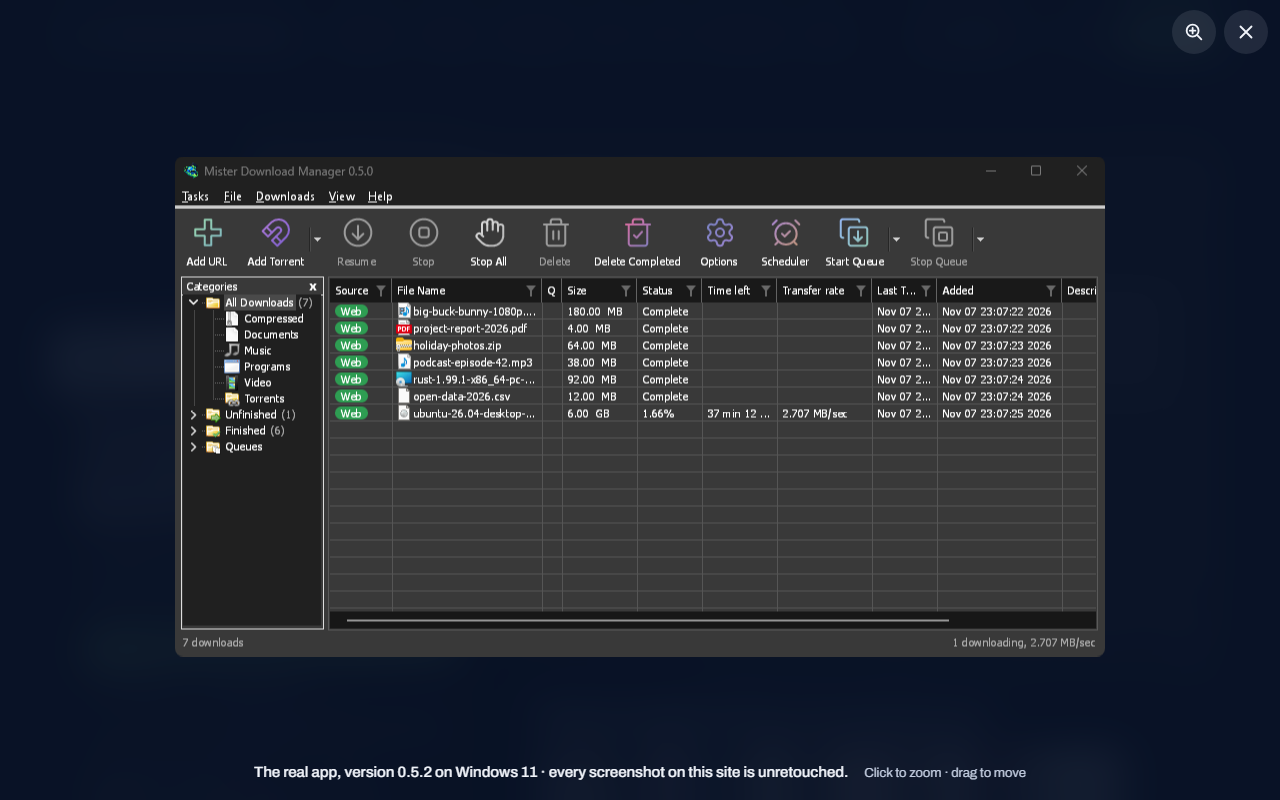 Mister Download Manager 0.5.0
Tasks File Downloads View Help
Add URL Add Torrent Resume Stop Stop All Delete Delete Completed Options Scheduler Start Queue Stop Queue
Categories x
All Downloads (7)
Compressed
Documents
Music
Programs
Video
Torrents
Unfinished (1)
Finished (6)
Queues
Source File Name Q Size Status Time left Transfer rate Last T... Added Descri
Web big-buck-bunny-1080p.... 180.00 MB Complete Nov 07 2... Nov 07 23:07:22 2026
Web PDF project-report-2026.pdf 4.00 MB Complete Nov 07 2... Nov 07 23:07:22 2026
Web holiday-photos.zip 64.00 MB Complete Nov 07 2... Nov 07 23:07:23 2026
Web podcast-episode-42.mp3 38.00 MB Complete Nov 07 2... Nov 07 23:07:23 2026
Web rust-1.99.1-x86_64-pc-... 92.00 MB Complete Nov 07 2... Nov 07 23:07:24 2026
Web open-data-2026.csv 12.00 MB Complete Nov 07 2... Nov 07 23:07:24 2026
Web ubuntu-26.04-desktop-... 6.00 GB 1.66% 37 min 12 ... 2.707 MB/sec Nov 07 2... Nov 07 23:07:25 2026
7 downloads 1 downloading, 2.707 MB/sec
The real app, version 0.5.2 on Windows 11 · every screenshot on this site is unretouched. Click to zoom · drag to move